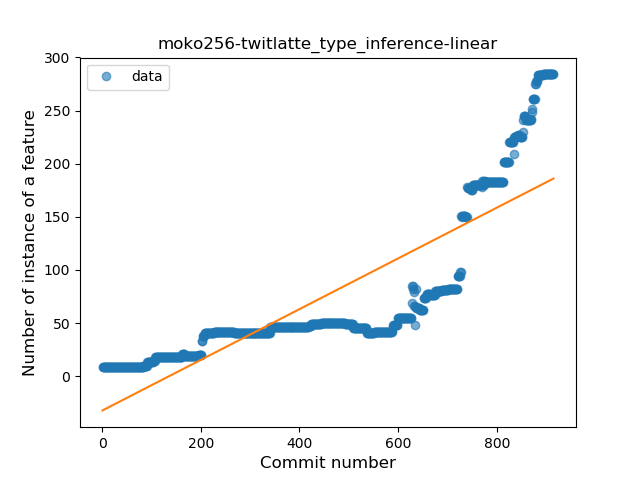 moko256-twitlatte_type_inference-linear
data
Number of instance of a feature
300
250
200
150
100
50
0
0 200 400 600 800
Commit number